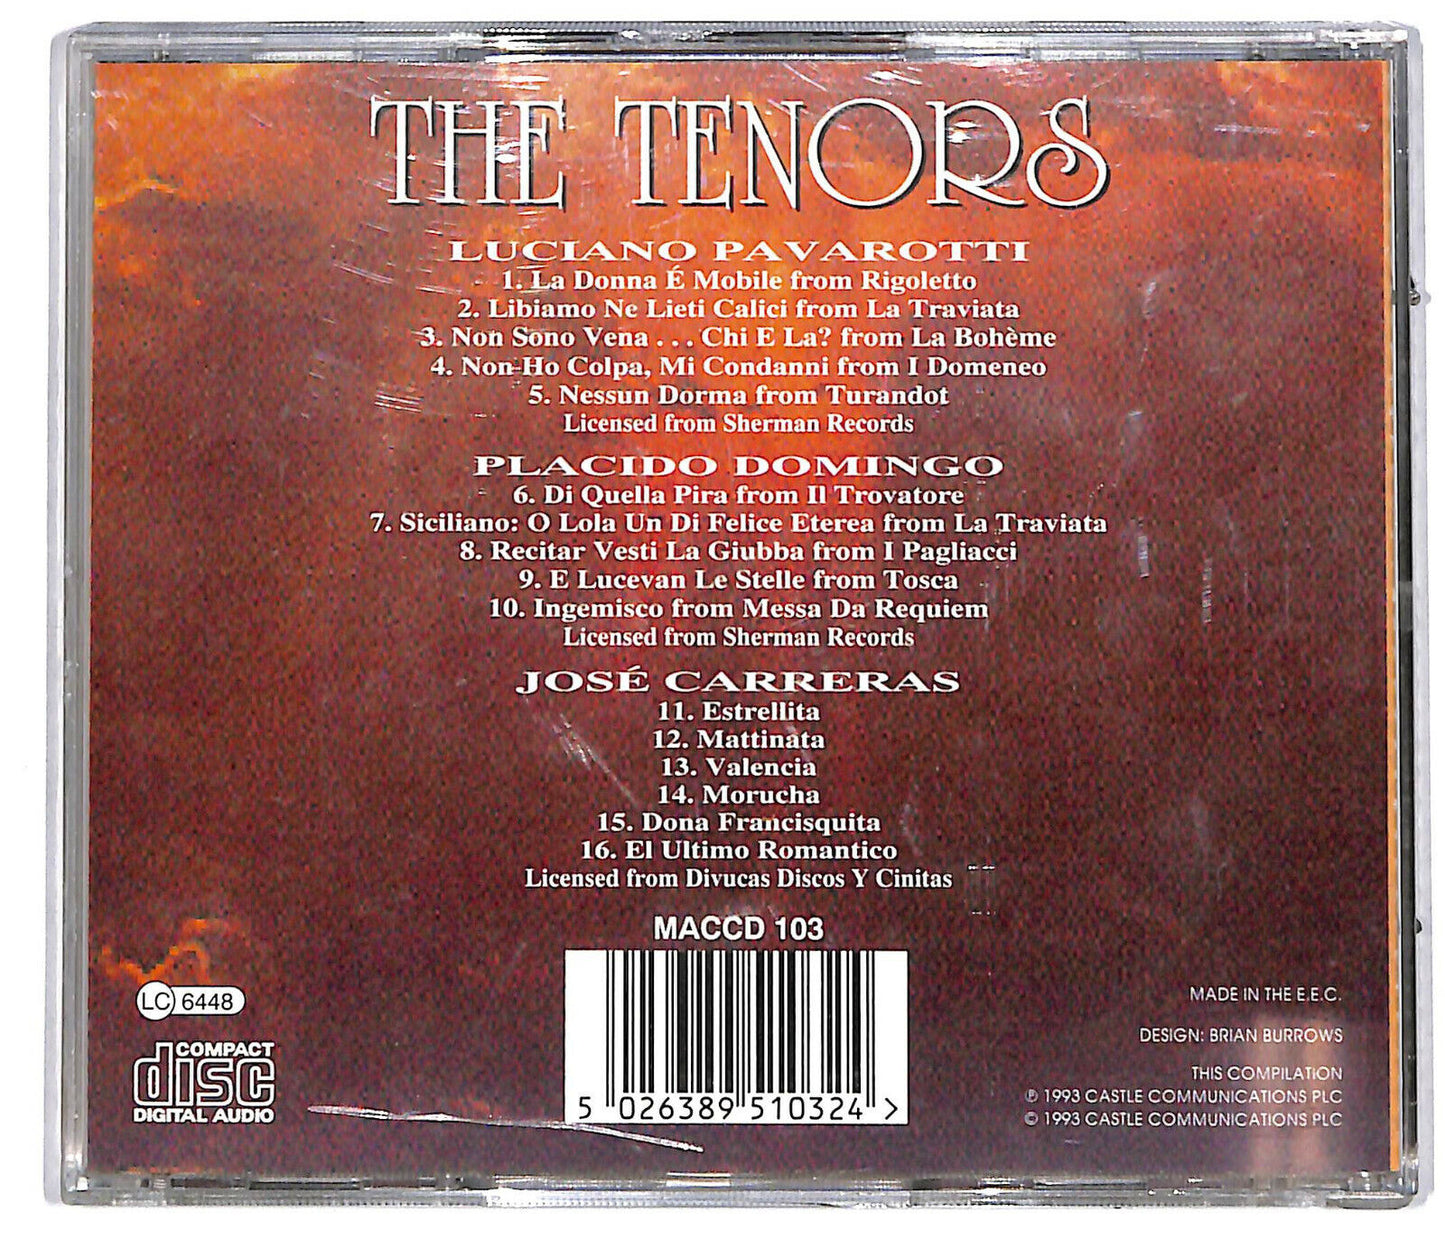 THE TENORS
LUCIANO PAVAROTTI
1. La Donna É Mobile from Rigoletto
2. Libiamo Ne Lieti Calici from La Traviata
3. Non Sono Vena . . . Chi E La? from La Bohème
4. Non Ho Colpa, Mi Condanni from I Domeneo
5. Nessun Dorma from Turandot
Licensed from Sherman Records
PLACIDO DOMINGO
6. Di Quella Pira from Il Trovatore
7. Siciliano: O Lola Un Di Felice Eterea from La Traviata
8. Recitar Vesti La Giubba from I Pagliacci
9. E Lucevan Le Stelle from Tosca
10. Ingemisco from Messa Da Requiem
Licensed from Sherman Records
JOSÉ CARRERAS
11. Estrellita
12. Mattinata
13. Valencia
14. Morucha
15. Dona Francisquita
16. El Ultimo Romantico
Licensed from Divucas Discos Y Cinitas
MACCD 103
LC 6448
COMPACT
disc
DIGITAL AUDIO
5 026389 510324 >
MADE IN THE E.E.C.
DESIGN: BRIAN BURROWS
THIS COMPILATION
℗ 1993 CASTLE COMMUNICATIONS PLC
© 1993 CASTLE COMMUNICATIONS PLC